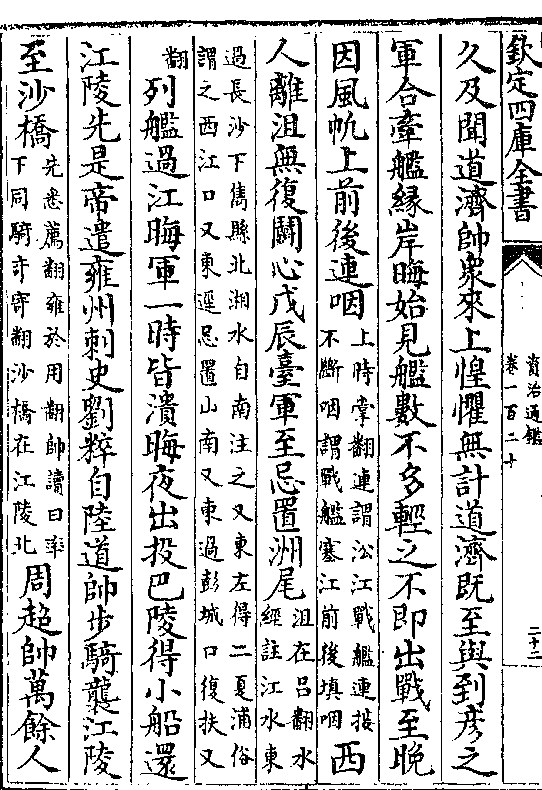 欽定四庫全書
資治通鑑
卷一百二十
二十二
久及聞道濟帥衆來上惶懼無計道濟既至與到彦之
軍合牽艦緣岸晦始見艦數不多輕之不即出戰至晚
因風帆上前後連咽上時掌翻連謂沿江戰艦連接不斷咽謂戰艦塞江前後填咽西
人離沮無復鬬心戊辰臺軍至忌置洲尾沮在吕翻水經註江水東
過長沙下雋縣北湘水自南注之又東左得二夏浦俗謂之西江口又東逕忌置山南又東過彭城口復扶又
翻列艦過江晦軍一時皆潰晦夜出投巴陵得小船還
江陵先是帝遣雍州刺史劉粹自陸道帥步騎襲江陵
至沙橋先悉薦翻雍於用翻帥讀曰率下同騎奇寄翻沙橋在江陵北周超帥萬餘人